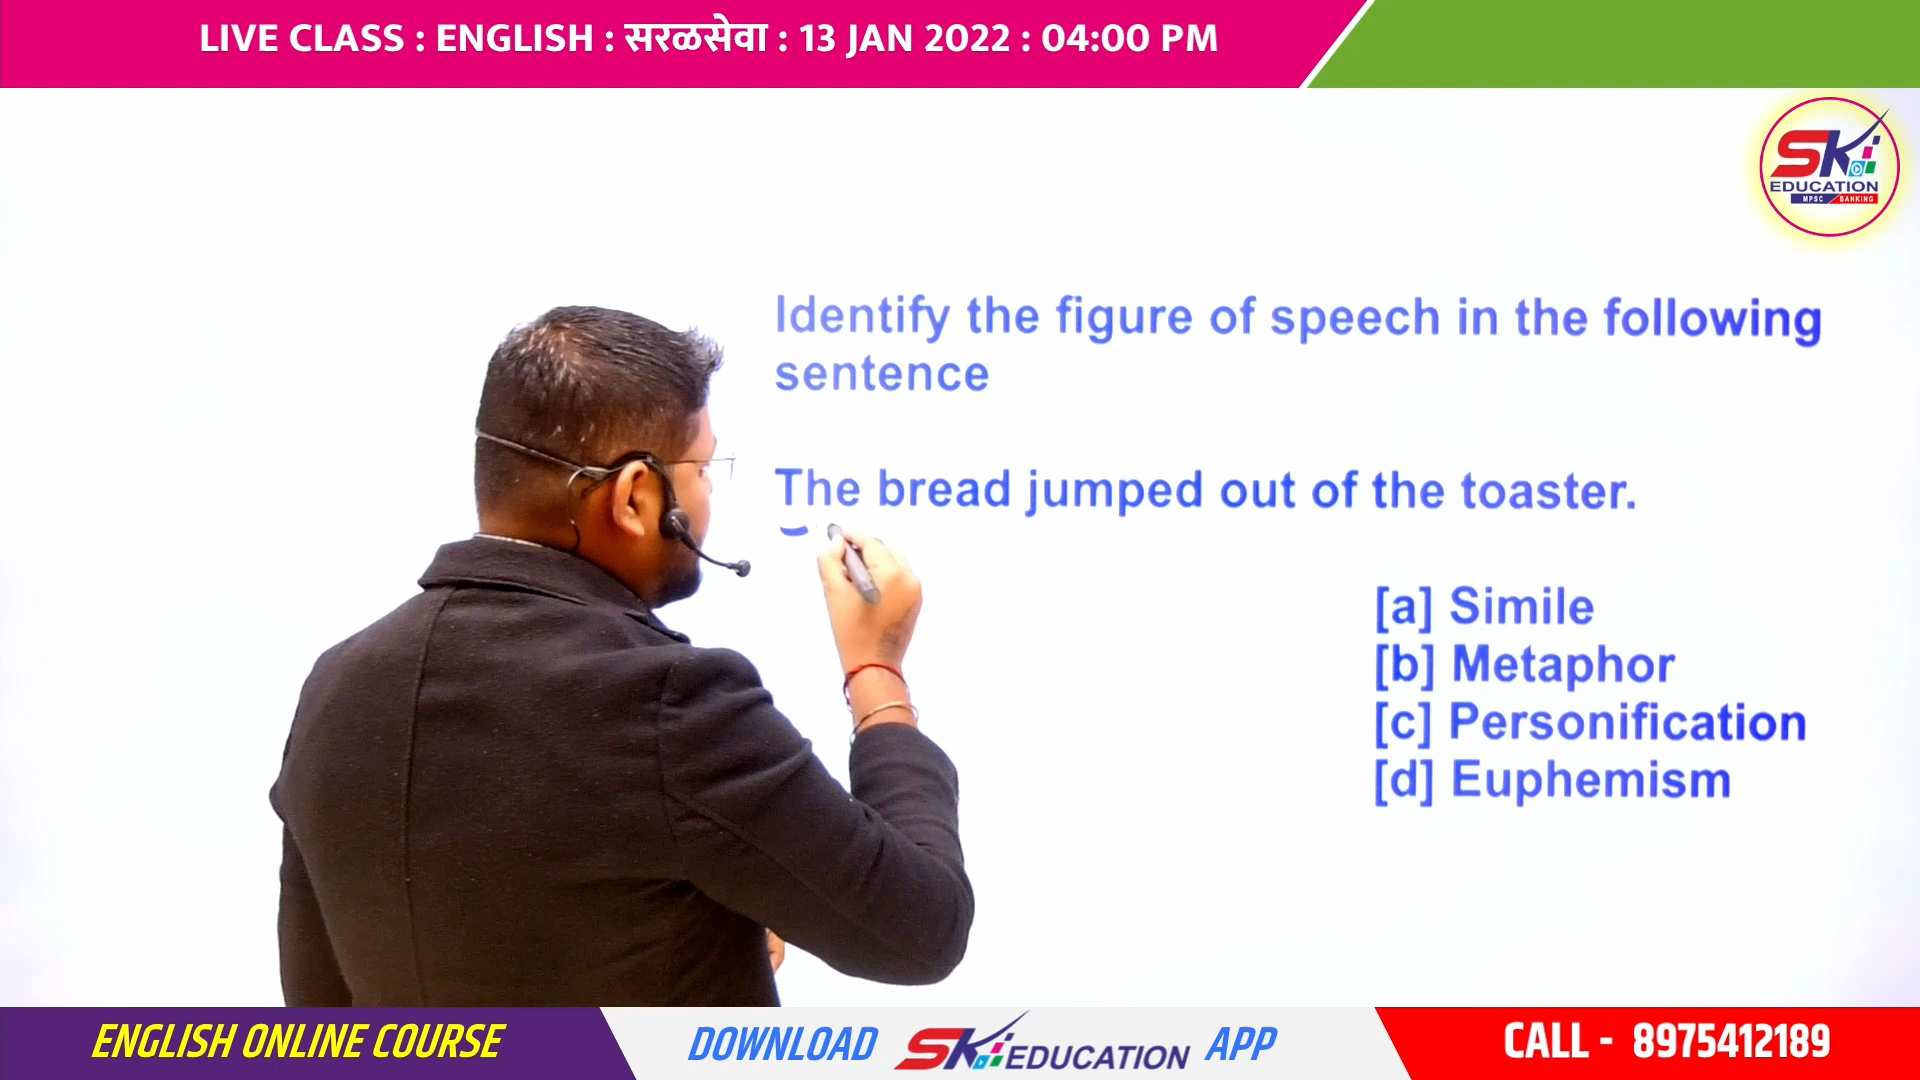 LIVE CLASS : ENGLISH : सरळसेवा : 13 JAN 2022 : 04:00 PM
SK
EDUCATION
MPSC BANKING
Identify the figure of speech in the following
sentence
The bread jumped out of the toaster.
[a] Simile
[b] Metaphor
[c] Personification
[d] Euphemism
ENGLISH ONLINE COURSE
DOWNLOAD SK EDUCATION APP
CALL - 8975412189